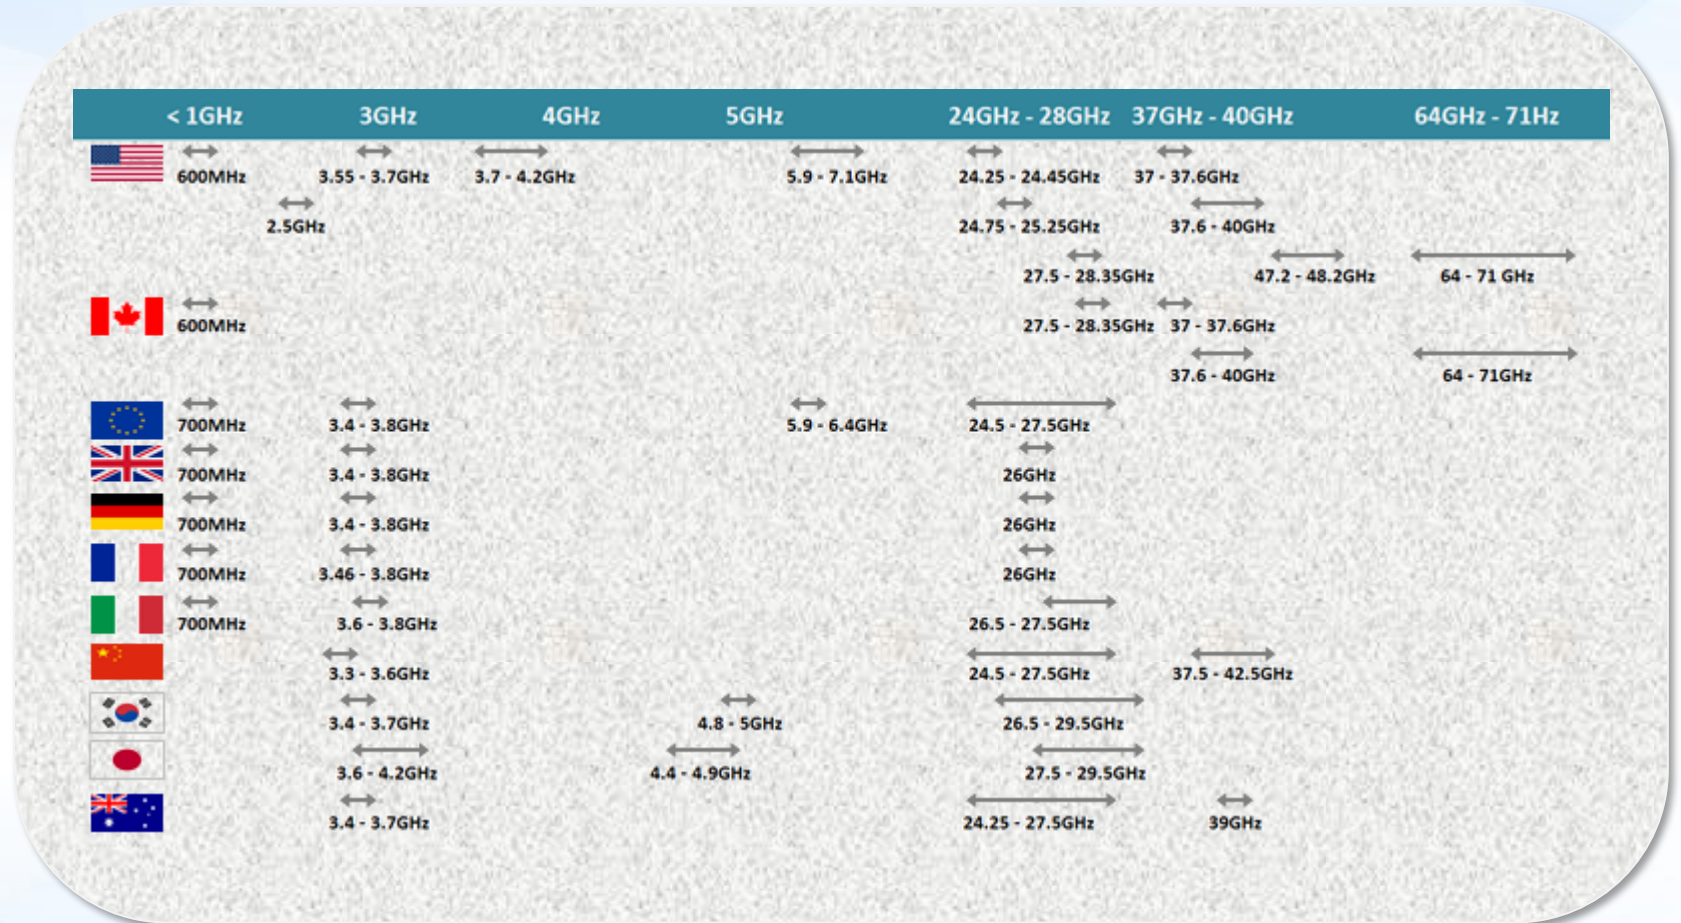 < 1GHz 3GHz 4GHz 5GHz 24GHz - 28GHz 37GHz - 40GHz 64GHz - 71Hz
600MHz 3.55 - 3.7GHz 3.7 - 4.2GHz 5.9 - 7.1GHz 24.25 - 24.45GHz 37 - 37.6GHz
2.5GHz 24.75 - 25.25GHz 37.6 - 40GHz
27.5 - 28.35GHz 47.2 - 48.2GHz 64 - 71 GHz
600MHz 27.5 - 28.35GHz 37 - 37.6GHz
37.6 - 40GHz 64 - 71GHz
700MHz 3.4 - 3.8GHz 5.9 - 6.4GHz 24.5 - 27.5GHz
700MHz 3.4 - 3.8GHz 26GHz
700MHz 3.4 - 3.8GHz 26GHz
700MHz 3.46 - 3.8GHz 26GHz
700MHz 3.6 - 3.8GHz 26.5 - 27.5GHz
3.3 - 3.6GHz 24.5 - 27.5GHz 37.5 - 42.5GHz
3.4 - 3.7GHz 4.8 - 5GHz 26.5 - 29.5GHz
3.6 - 4.2GHz 4.4 - 4.9GHz 27.5 - 29.5GHz
3.4 - 3.7GHz 24.25 - 27.5GHz 39GHz